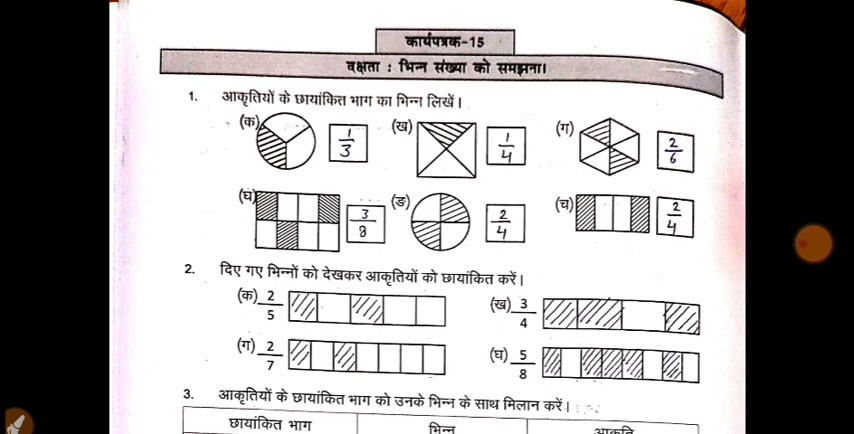 कार्यपत्रक-15
दक्षता : भिन्न संख्या को समझना।
1. आकृतियों के छायांकित भाग का भिन्न लिखें।
(क) 1/3 (ख) 1/4 (ग) 2/6
(घ) 3/8 (ङ) 2/4 (च) 2/4
2. दिए गए भिन्नों को देखकर आकृतियों को छायांकित करें।
(क) 2/5 (ख) 3/4
(ग) 2/7 (घ) 5/8
3. आकृतियों के छायांकित भाग को उनके भिन्न के साथ मिलान करें।
छायांकित भाग भिन्न आकृति